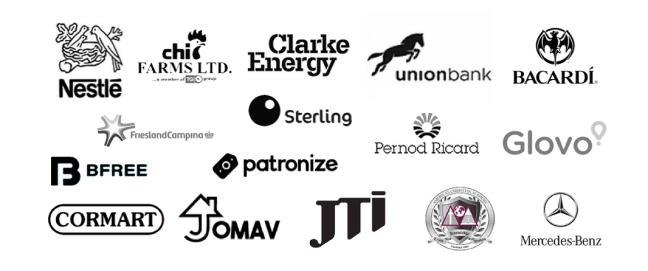 Nestlé
chi
FARMS LTD.
Clarke
Energy
unionbank
BACARDÍ
FrieslandCampina
Sterling
Pernod Ricard
Glovo
BFREE
patronize
CORMART
JOMAV
JTi
Mercedes-Benz